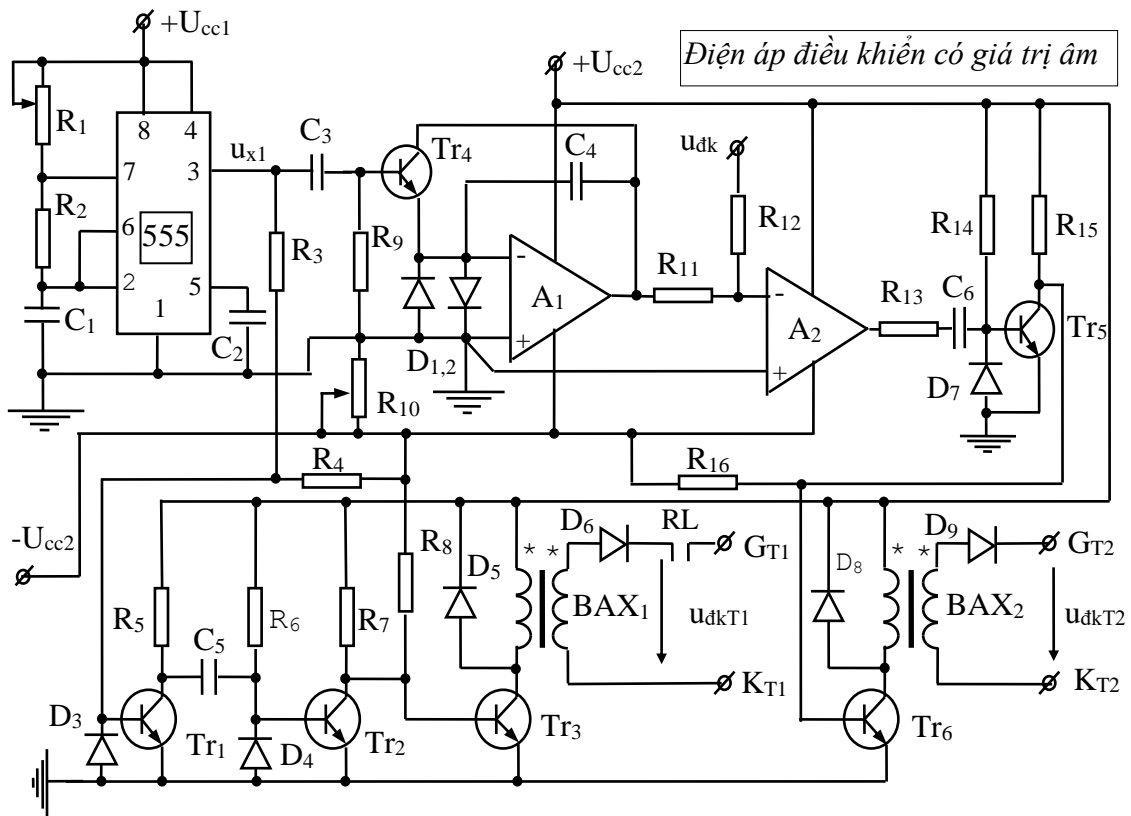 +Ucc1
Điện áp điều khiển có giá trị âm
+Ucc2
R1
8
4
C3
Tr4
C4
uđk
ux1
7
3
R2
R12
R14
R15
6
555
R3
R9
-
A1
R11
-
R13
C6
2
5
A2
Tr5
C1
1
C2
+
D1,2
+
D7
R10
R4
R16
-Ucc2
D6
RL
GT1
D9
GT2
R8
* *
* *
D5
D8
R5
R6
R7
BAX1
uđkT1
BAX2
uđkT2
C5
KT1
KT2
D3
Tr1
D4
Tr2
Tr3
Tr6